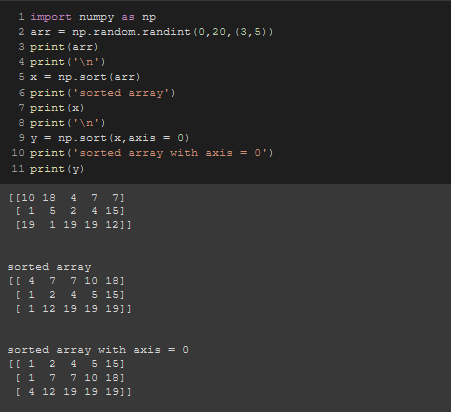 1 import numpy as np
2 arr = np.random.randint(0,20,(3,5))
3 print(arr)
4 print('\n')
5 x = np.sort(arr)
6 print('sorted array')
7 print(x)
8 print('\n')
9 y = np.sort(x,axis = 0)
10 print('sorted array with axis = 0')
11 print(y)
[[10 18  4  7  7]
 [ 1  5  2  4 15]
 [19  1 19 19 12]]
sorted array
[[ 4  7  7 10 18]
 [ 1  2  4  5 15]
 [ 1 12 19 19 19]]
sorted array with axis = 0
[[ 1  2  4  5 15]
 [ 1  7  7 10 18]
 [ 4 12 19 19 19]]